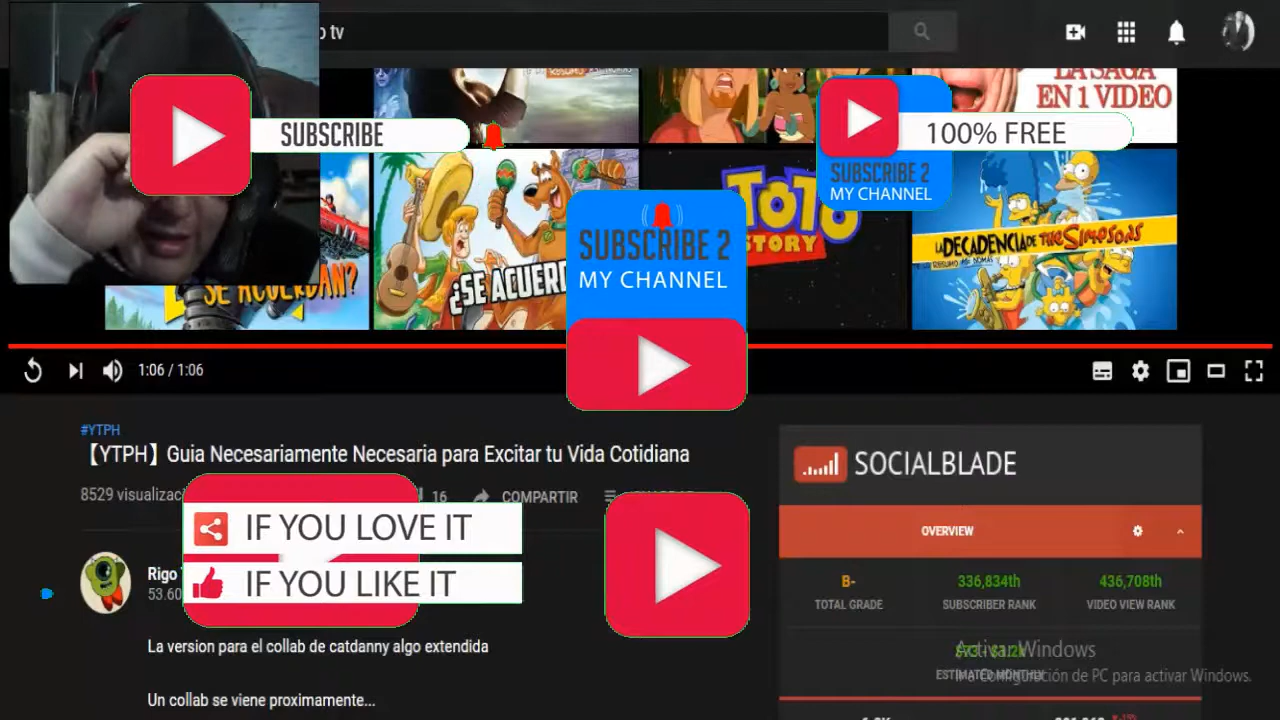 o tv
LA SAGA
EN 1 VIDEO
SUBSCRIBE
100% FREE
SUBSCRIBE 2
MY CHANNEL
SUBSCRIBE 2
MY CHANNEL
TOTO
STORY
LA DECADENCIA DE THE SIMPSONS
SE ACUERDAN?
¿SE ACUERD
1:06 / 1:06
#YTPH
【YTPH】Guia Necesariamente Necesaria para Excitar tu Vida Cotidiana
8529 visualizac
16
COMPARTIR
IF YOU LOVE IT
IF YOU LIKE IT
Rigo
53.60
La version para el collab de catdanny algo extendida
Un collab se viene proximamente...
SOCIALBLADE
OVERVIEW
B- 336,834th 436,708th
TOTAL GRADE SUBSCRIBER RANK VIDEO VIEW RANK
ESTIMATED MONTHLY
Activar Windows
Ir a Configuración de PC para activar Windows.